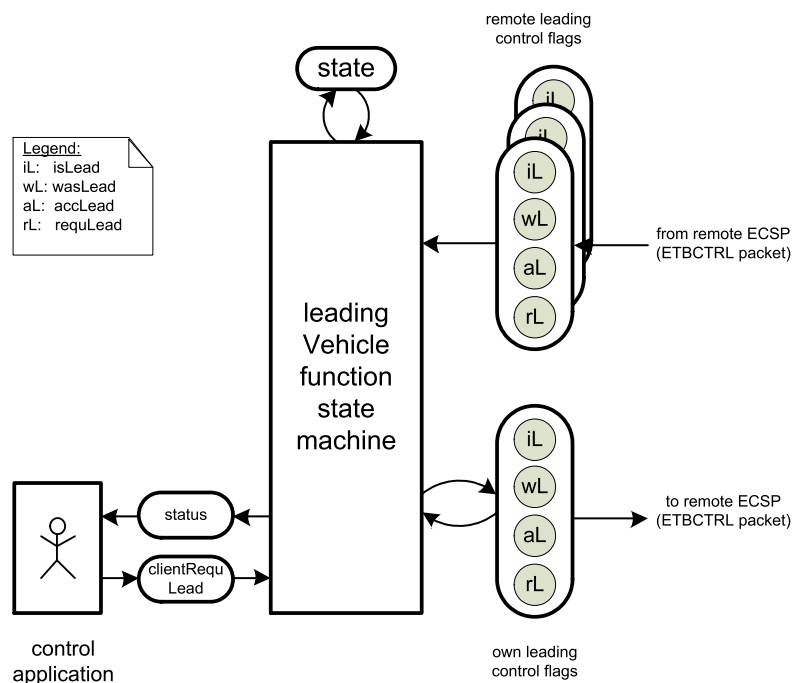 remote leading
control flags
state
Legend:
iL: isLead
wL: wasLead
aL: accLead
rL: requLead
iL
iL
iL
wL
aL
rL
from remote ECSP
(ETBCTRL packet)
leading
Vehicle
function
state
machine
iL
wL
aL
rL
to remote ECSP
(ETBCTRL packet)
status
clientRequ
Lead
control
application
own leading
control flags